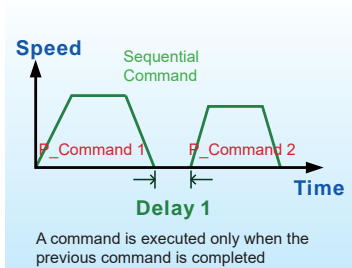 Speed
Sequential
Command
P_Command 1
P_Command 2
Time
Delay 1
A command is executed only when the
previous command is completed